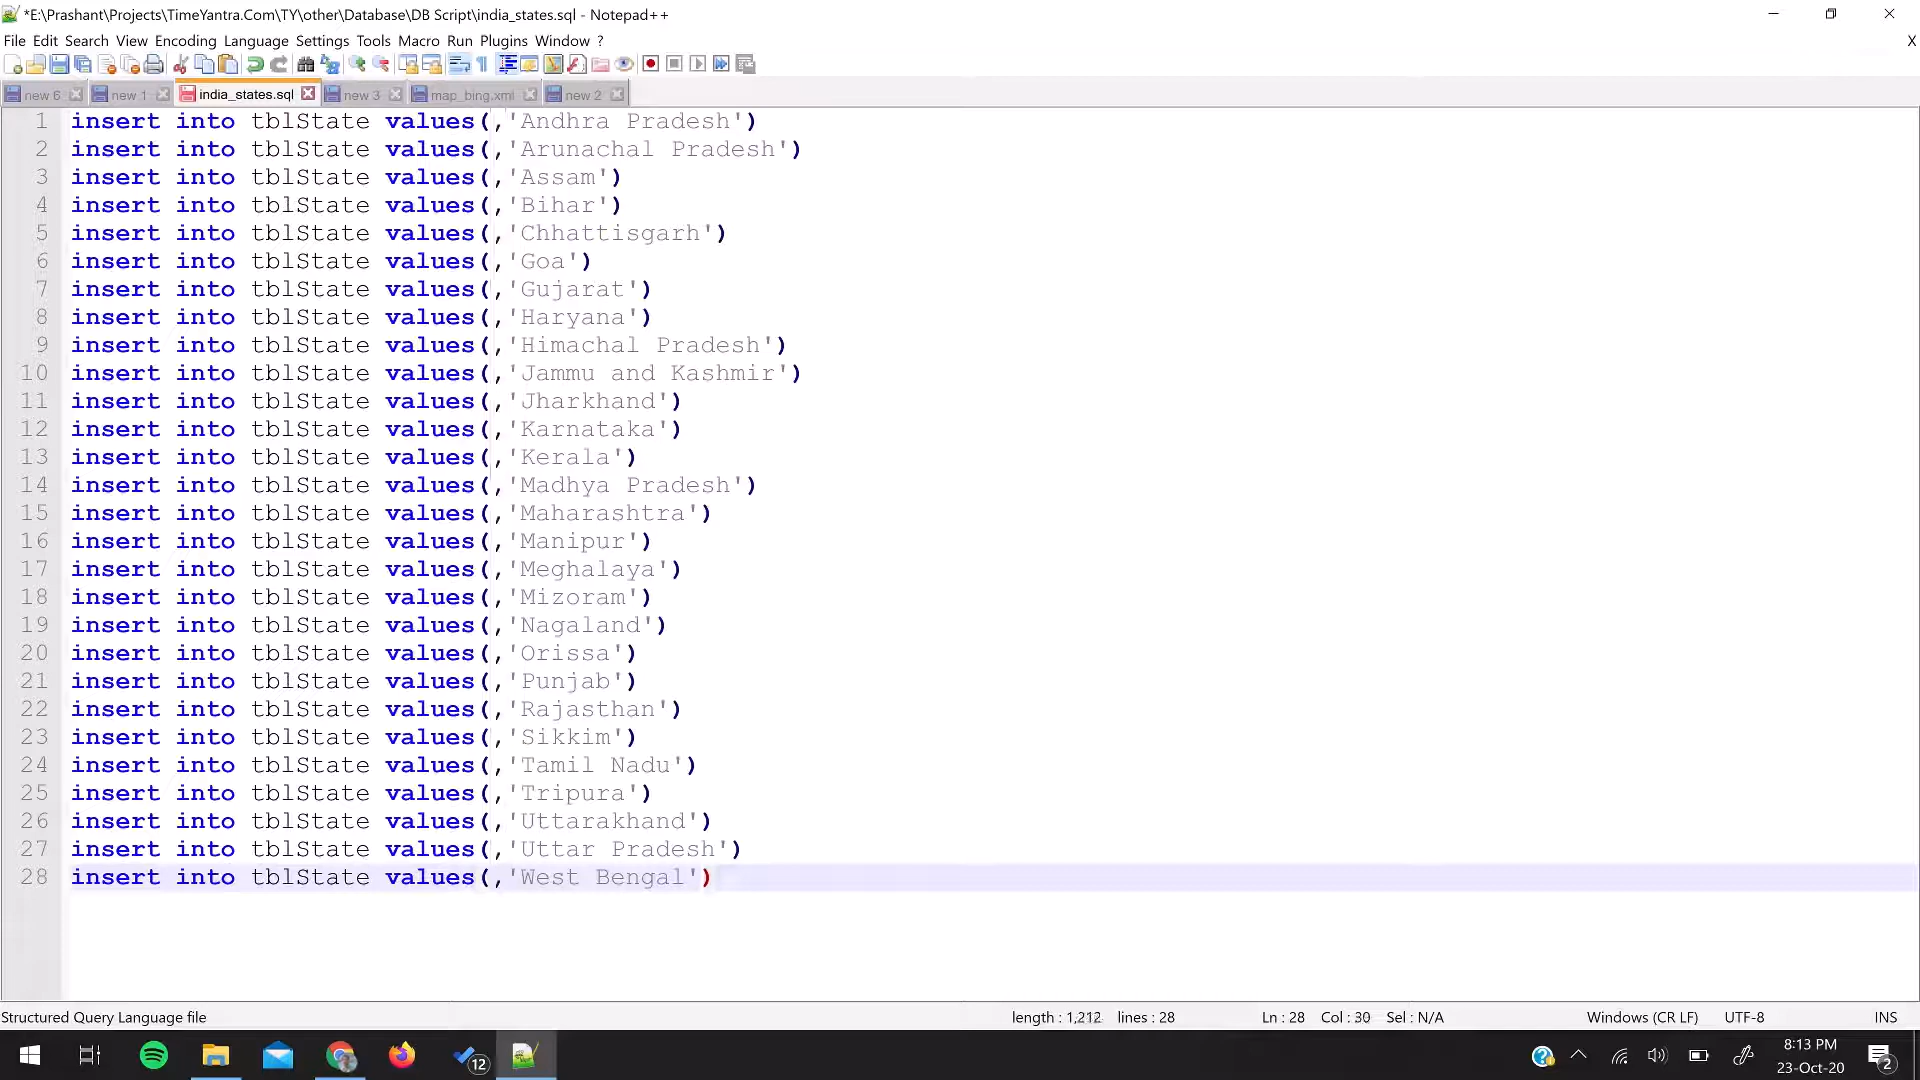 *E:\Prashant\Projects\TimeYantra.Com\TY\other\Database\DB Script\india_states.sql - Notepad++
File Edit Search View Encoding Language Settings Tools Macro Run Plugins Window ? X
new 6 new 1 india_states.sql new 3 map_bing.xml new 2
1 insert into tblState values(,'Andhra Pradesh')
2 insert into tblState values(,'Arunachal Pradesh')
3 insert into tblState values(,'Assam')
4 insert into tblState values(,'Bihar')
5 insert into tblState values(,'Chhattisgarh')
6 insert into tblState values(,'Goa')
7 insert into tblState values(,'Gujarat')
8 insert into tblState values(,'Haryana')
9 insert into tblState values(,'Himachal Pradesh')
10 insert into tblState values(,'Jammu and Kashmir')
11 insert into tblState values(,'Jharkhand')
12 insert into tblState values(,'Karnataka')
13 insert into tblState values(,'Kerala')
14 insert into tblState values(,'Madhya Pradesh')
15 insert into tblState values(,'Maharashtra')
16 insert into tblState values(,'Manipur')
17 insert into tblState values(,'Meghalaya')
18 insert into tblState values(,'Mizoram')
19 insert into tblState values(,'Nagaland')
20 insert into tblState values(,'Orissa')
21 insert into tblState values(,'Punjab')
22 insert into tblState values(,'Rajasthan')
23 insert into tblState values(,'Sikkim')
24 insert into tblState values(,'Tamil Nadu')
25 insert into tblState values(,'Tripura')
26 insert into tblState values(,'Uttarakhand')
27 insert into tblState values(,'Uttar Pradesh')
28 insert into tblState values(,'West Bengal')
Structured Query Language file length : 1,212 lines : 28 Ln : 28 Col : 30 Sel : N/A Windows (CR LF) UTF-8 INS
12 8:13 PM 2
23-Oct-20